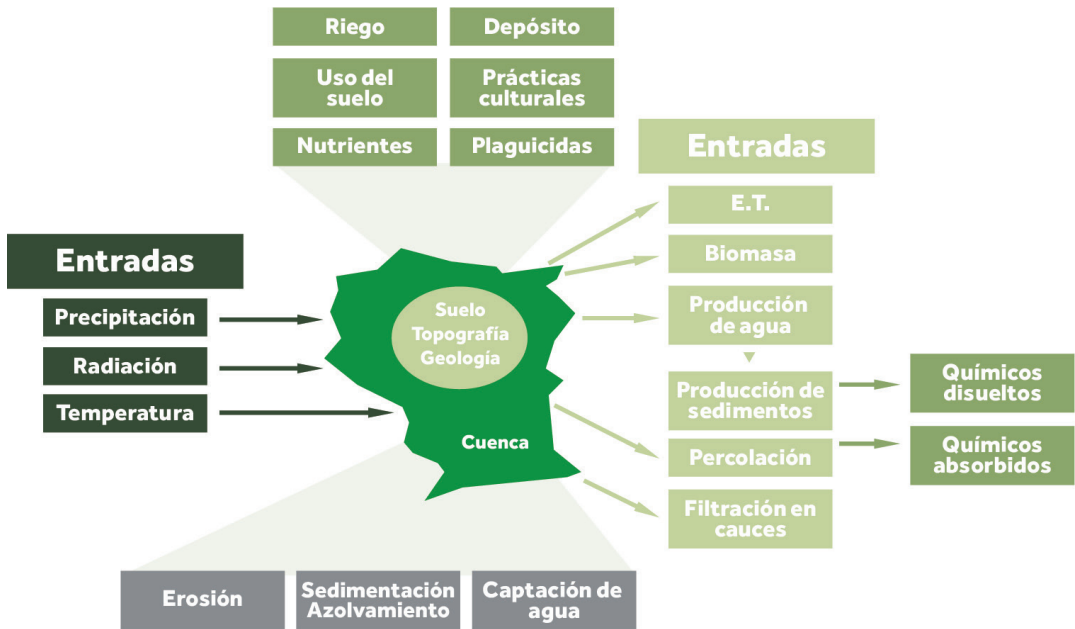 Riego
Depósito
Uso del
suelo
Prácticas
culturales
Nutrientes
Plaguicidas
Entradas
Precipitación
Radiación
Temperatura
Suelo
Topografía
Geología
Cuenca
Entradas
E.T.
Biomasa
Producción
de agua
Producción de
sedimentos
Percolación
Filtración en
cauces
Químicos
disueltos
Químicos
absorbidos
Erosión
Sedimentación
Azolvamiento
Captación de
agua